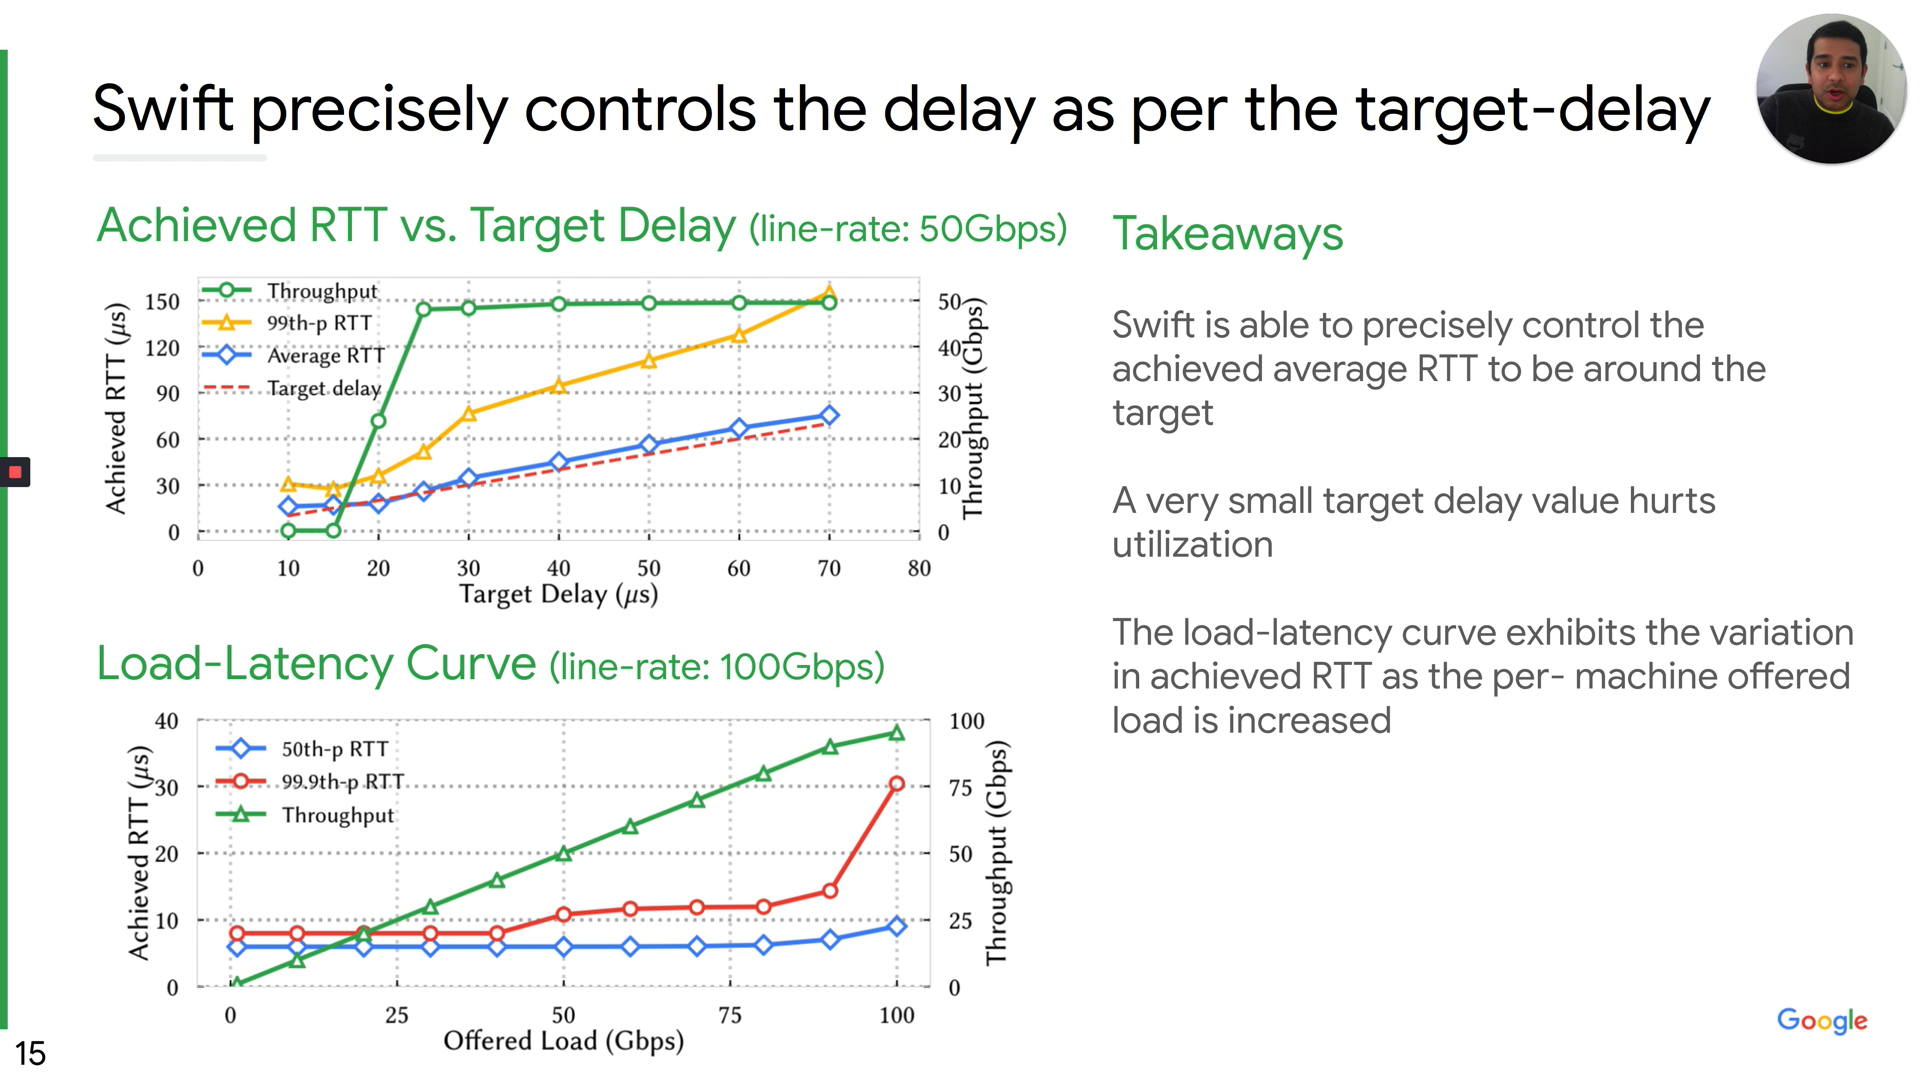 Swift precisely controls the delay as per the target-delay
Achieved RTT vs. Target Delay (line-rate: 50Gbps)
Throughput
99th-p RTT
Average RTT
Target delay
Achieved RTT (μs)
150
120
90
60
30
0
50
40
30
20
10
0
Throughput (Gbps)
0 10 20 30 40 50 60 70 80
Target Delay (μs)
Load-Latency Curve (line-rate: 100Gbps)
50th-p RTT
99.9th-p RTT
Throughput
Achieved RTT (μs)
40
30
20
10
0
100
75
50
25
0
Throughput (Gbps)
0 25 50 75 100
Offered Load (Gbps)
Takeaways
Swift is able to precisely control the
achieved average RTT to be around the
target
A very small target delay value hurts
utilization
The load-latency curve exhibits the variation
in achieved RTT as the per- machine offered
load is increased
Google
15